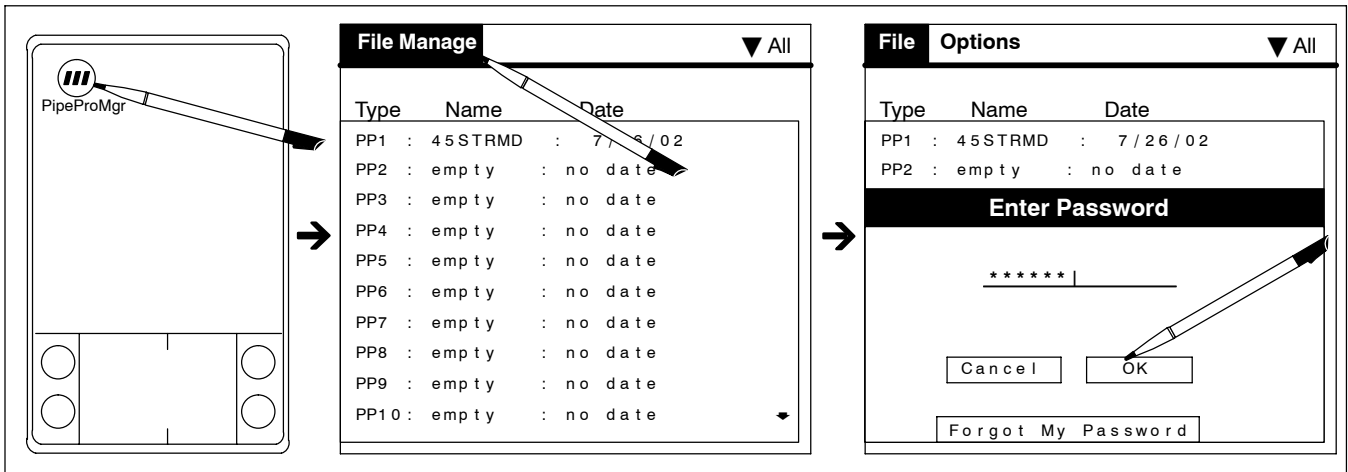 PipeProMgr
File Manage ▼ All
Type Name Date
PP1 : 45STRMD : 7/26/02
PP2 : empty : no date
PP3 : empty : no date
PP4 : empty : no date
PP5 : empty : no date
PP6 : empty : no date
PP7 : empty : no date
PP8 : empty : no date
PP9 : empty : no date
PP10: empty : no date
File Options ▼ All
Type Name Date
PP1 : 45STRMD : 7/26/02
PP2 : empty : no date
Enter Password
******|
Cancel OK
Forgot My Password